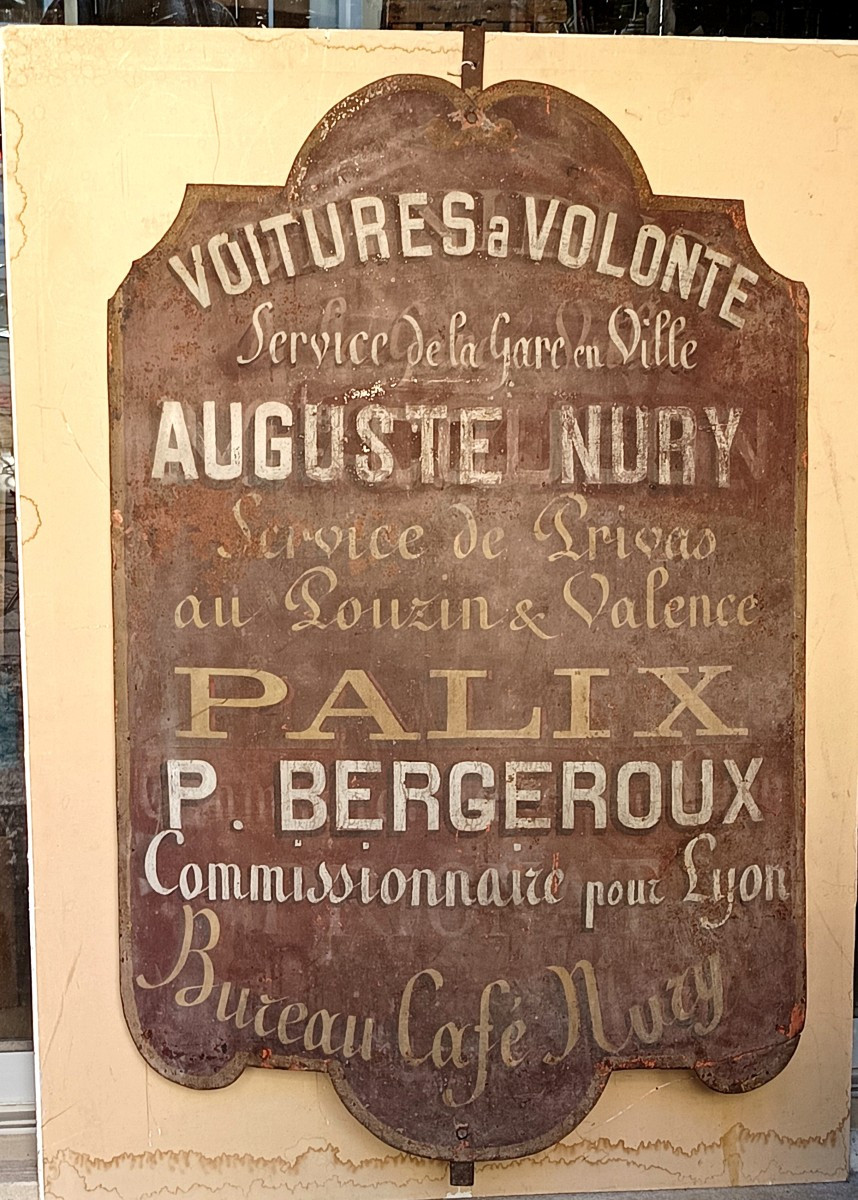 VOITURES a VOLONTE
Service de la Gare en Ville
AUGUSTE NURY
Service de Privas
au Pouzin & Valence
PALIX
P. BERGEROUX
Commissionnaire pour Lyon
Bureau Café Nury